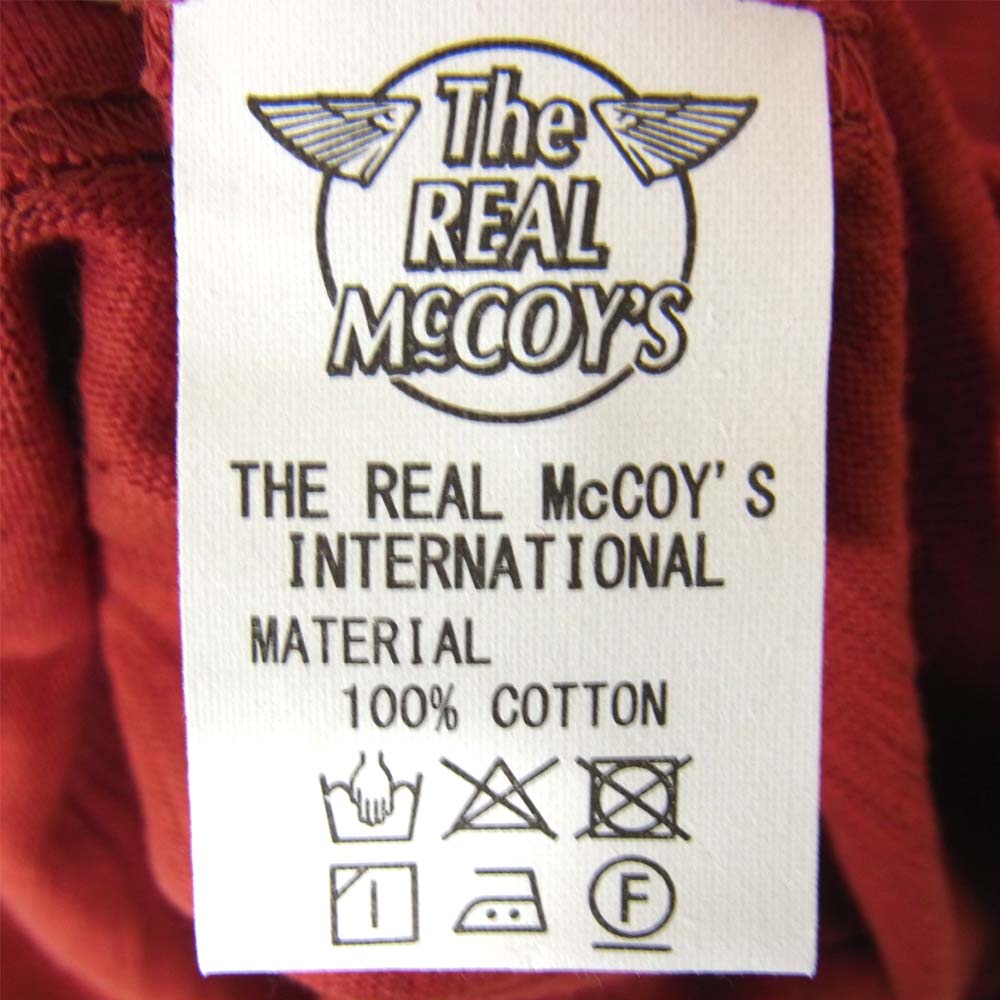 The
REAL
McCOY'S
THE REAL McCOY'S
INTERNATIONAL
MATERIAL
100% COTTON
F